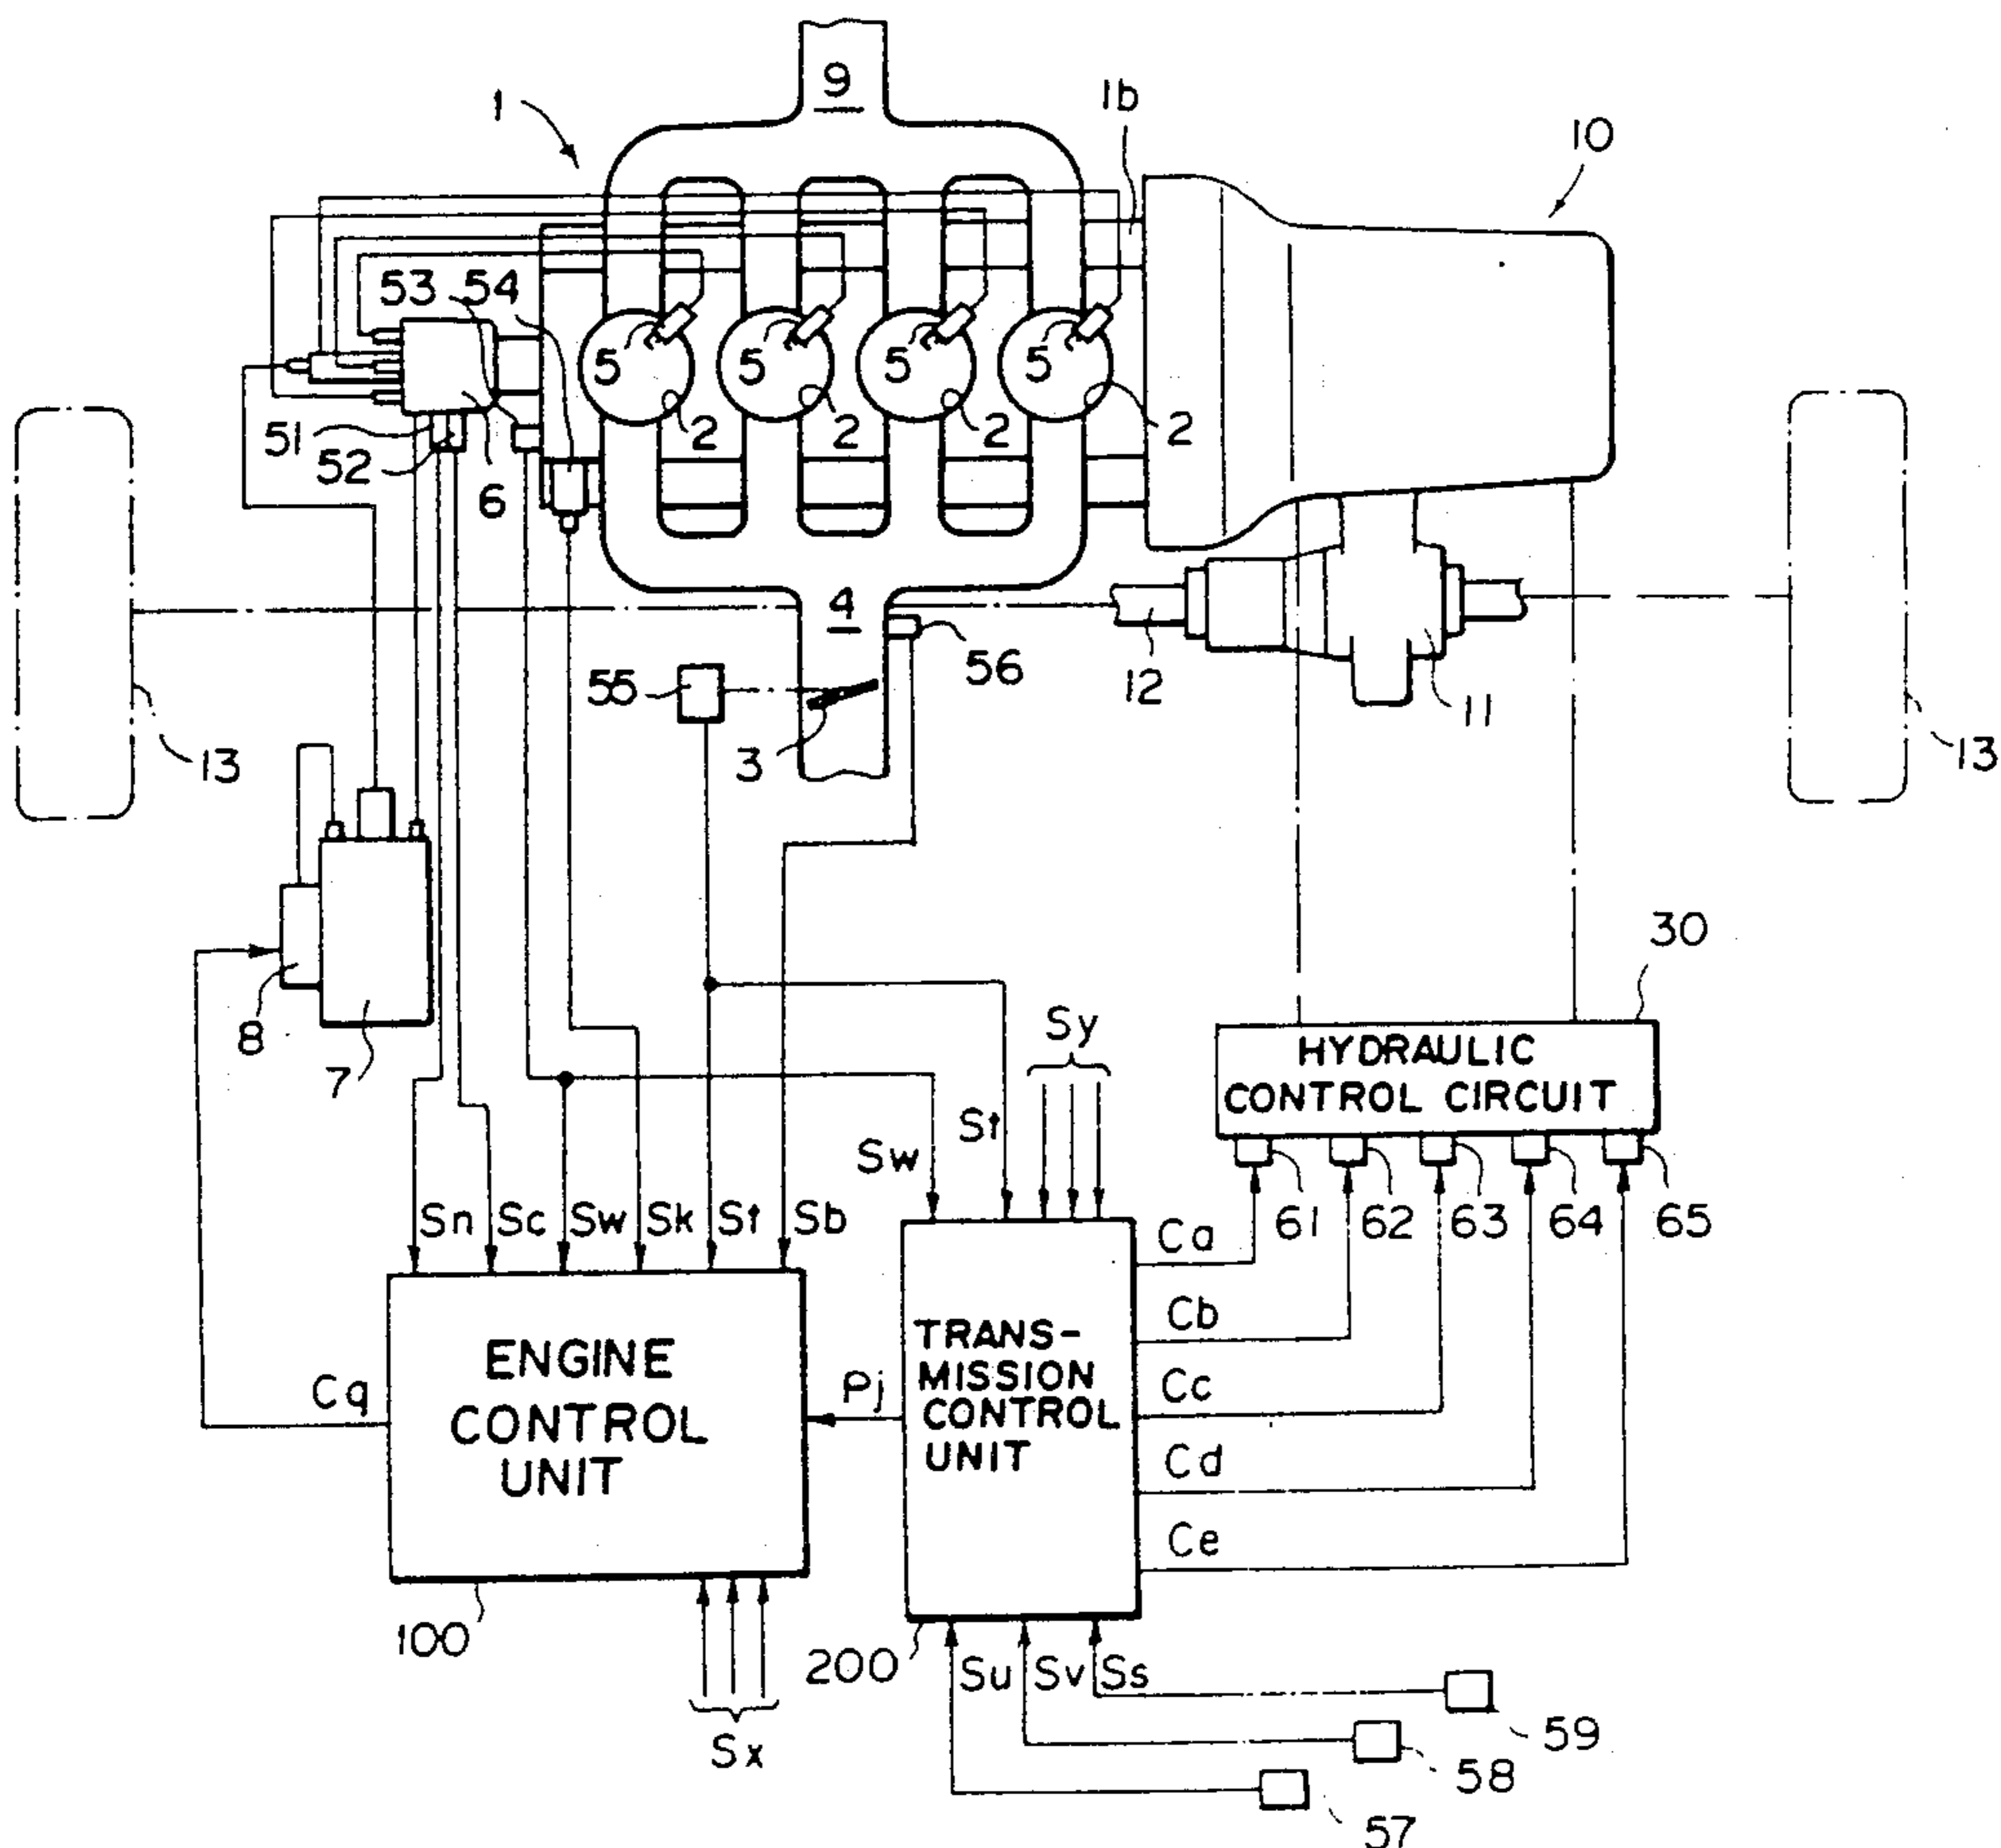 9
1
1b
10
53 54
5 5 5 5
51
52
2 2 2 2
6
4
56
55
12
3
11
13
13
30
8
7
Sy
HYDRAULIC
CONTROL CIRCUIT
St
Sw
Sn Sc Sw Sk St Sb
61 62 63 64 65
Ca
Cb
TRANS-
MISSION
CONTROL
UNIT
ENGINE
CONTROL
UNIT
Cq
Pj
Cc
Cd
Ce
100
200
Su Sv Ss
Sx
59
58
57